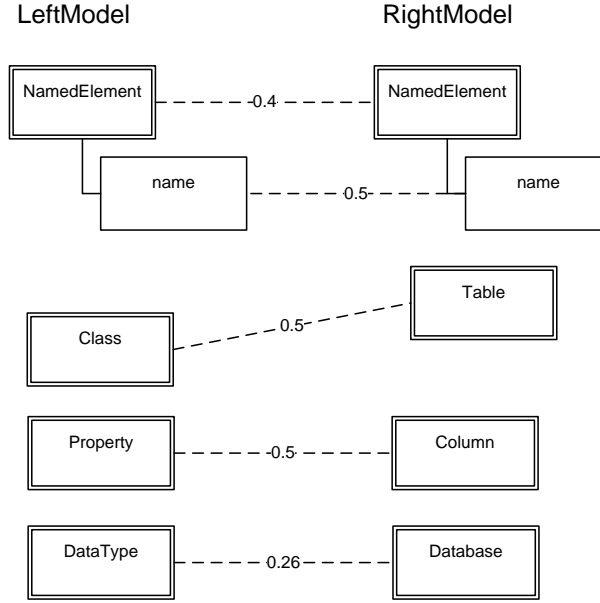 LeftModel RightModel
NamedElement 0.4 NamedElement
name 0.5 name
Table
Class 0.5
Property 0.5 Column
DataType 0.26 Database